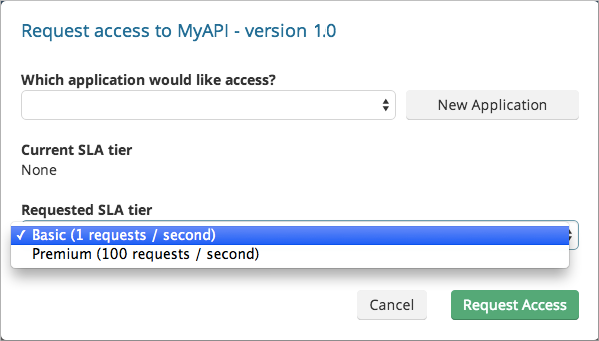 Request access to MyAPI - version 1.0
Which application would like access?
New Application
Current SLA tier
None
Requested SLA tier
✓ Basic (1 requests / second)
Premium (100 requests / second)
Cancel
Request Access